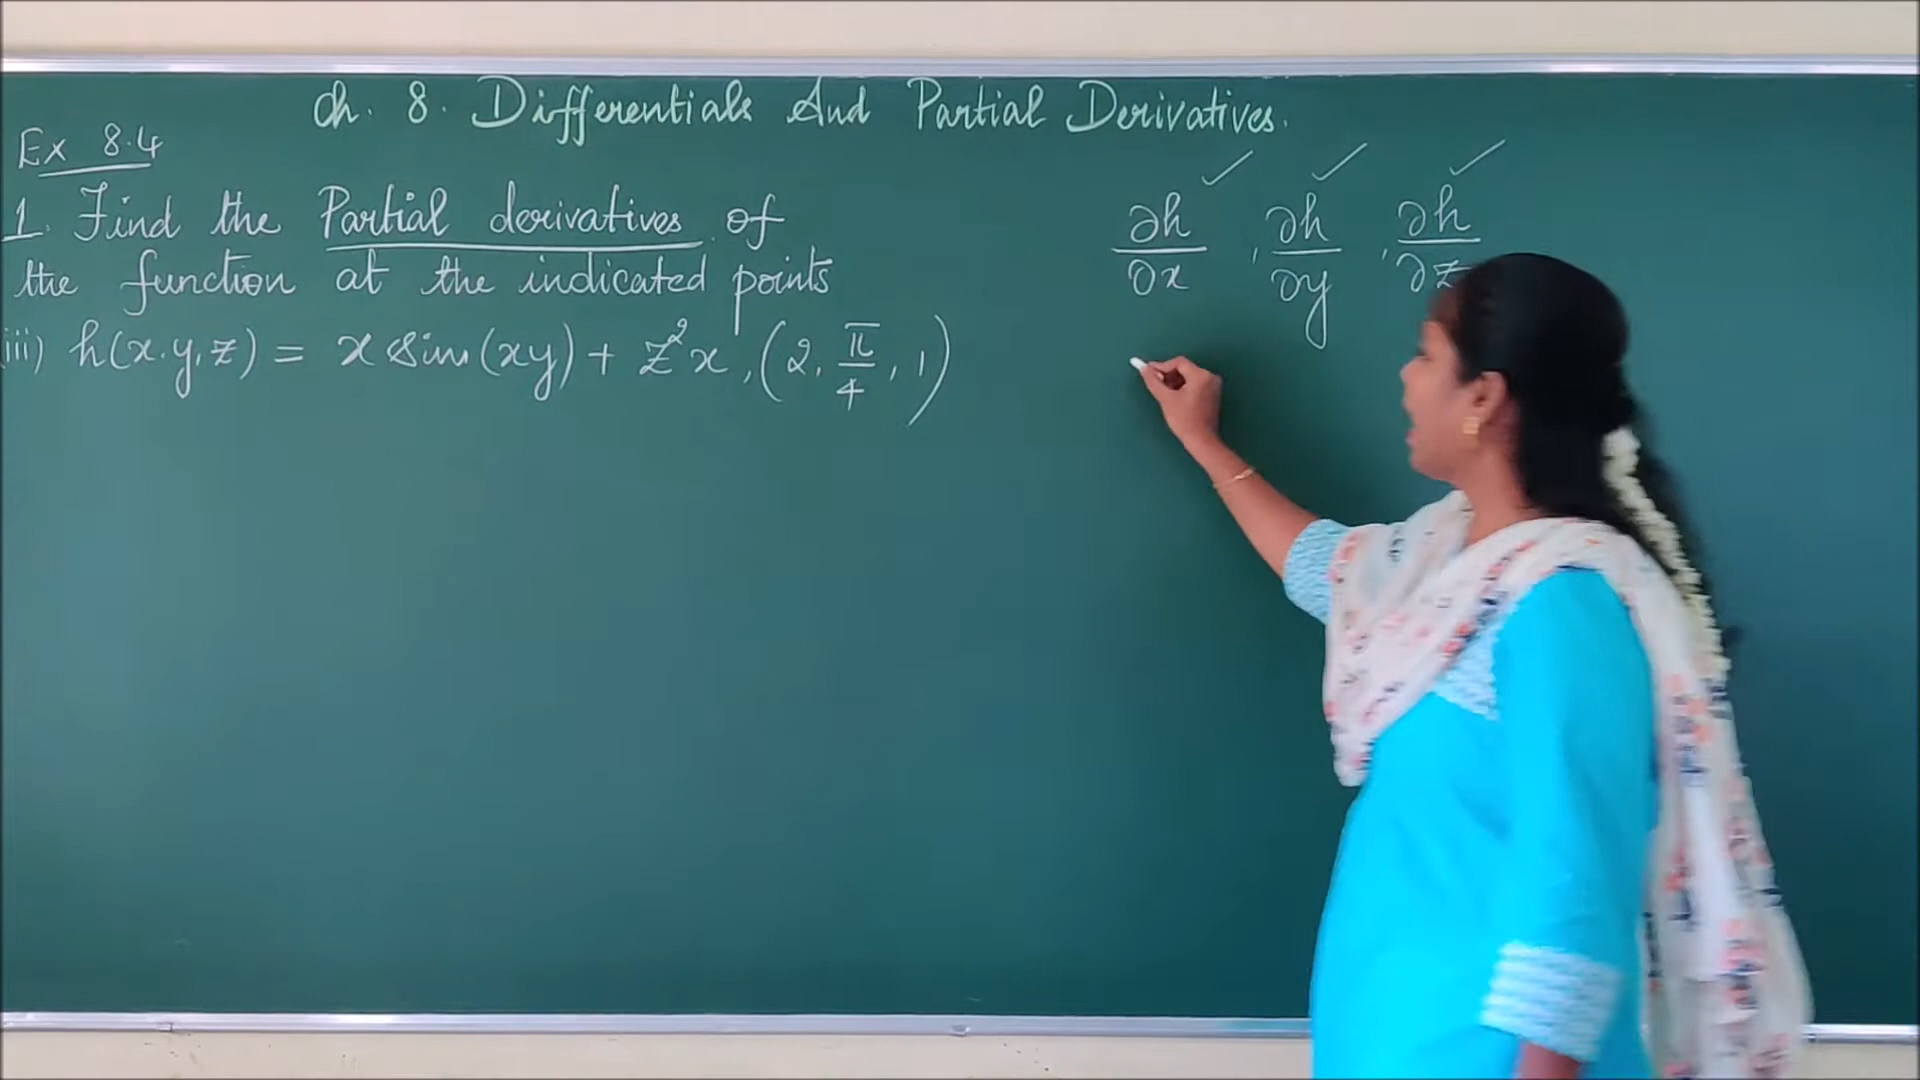 Ch. 8. Differentials And Partial Derivatives.
Ex 8.4
1. Find the Partial derivatives of
the function at the indicated points
(iii) h(x.y,z) = x sin(xy) + z²x, (2, π/4, 1)
∂h/∂x, ∂h/∂y, ∂h/∂z